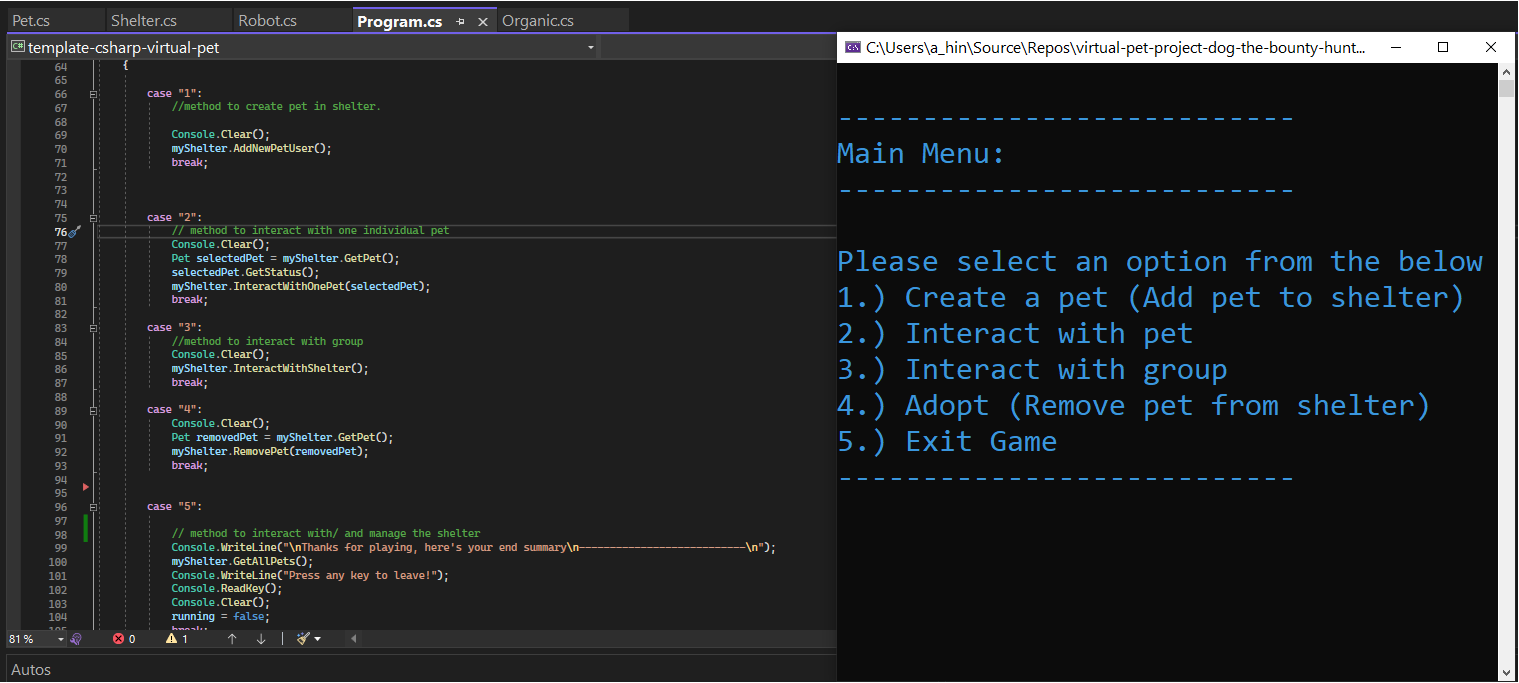 Pet.cs Shelter.cs Robot.cs Program.cs Organic.cs
template-csharp-virtual-pet
64 {
65
66 case "1":
67 //method to create pet in shelter.
68
69 Console.Clear();
70 myShelter.AddNewPetUser();
71 break;
72
73
74
75 case "2":
76 // method to interact with one individual pet
77 Console.Clear();
78 Pet selectedPet = myShelter.GetPet();
79 selectedPet.GetStatus();
80 myShelter.InteractWithOnePet(selectedPet);
81 break;
82
83 case "3":
84 //method to interact with group
85 Console.Clear();
86 myShelter.InteractWithShelter();
87 break;
88
89 case "4":
90 Console.Clear();
91 Pet removedPet = myShelter.GetPet();
92 myShelter.RemovePet(removedPet);
93 break;
94
95
96 case "5":
97
98 // method to interact with/ and manage the shelter
99 Console.WriteLine("\nThanks for playing, here's your end summary\n---------------------------\n");
100 myShelter.GetAllPets();
101 Console.WriteLine("Press any key to leave!");
102 Console.ReadKey();
103 Console.Clear();
104 running = false;
105 break;
81 % 0 1
Autos
C:\Users\a_hin\Source\Repos\virtual-pet-project-dog-the-bounty-hunt...
---------------------------
Main Menu:
---------------------------
Please select an option from the below
1.) Create a pet (Add pet to shelter)
2.) Interact with pet
3.) Interact with group
4.) Adopt (Remove pet from shelter)
5.) Exit Game
---------------------------